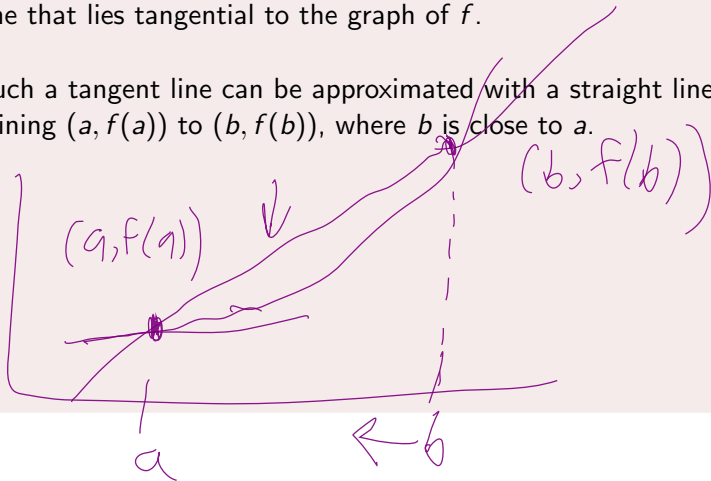 ne that lies tangential to the graph of f.
uch a tangent line can be approximated with a straight line
ining (a, f(a)) to (b, f(b)), where b is close to a.
(b, f(b))
(a, f(a))
a
b